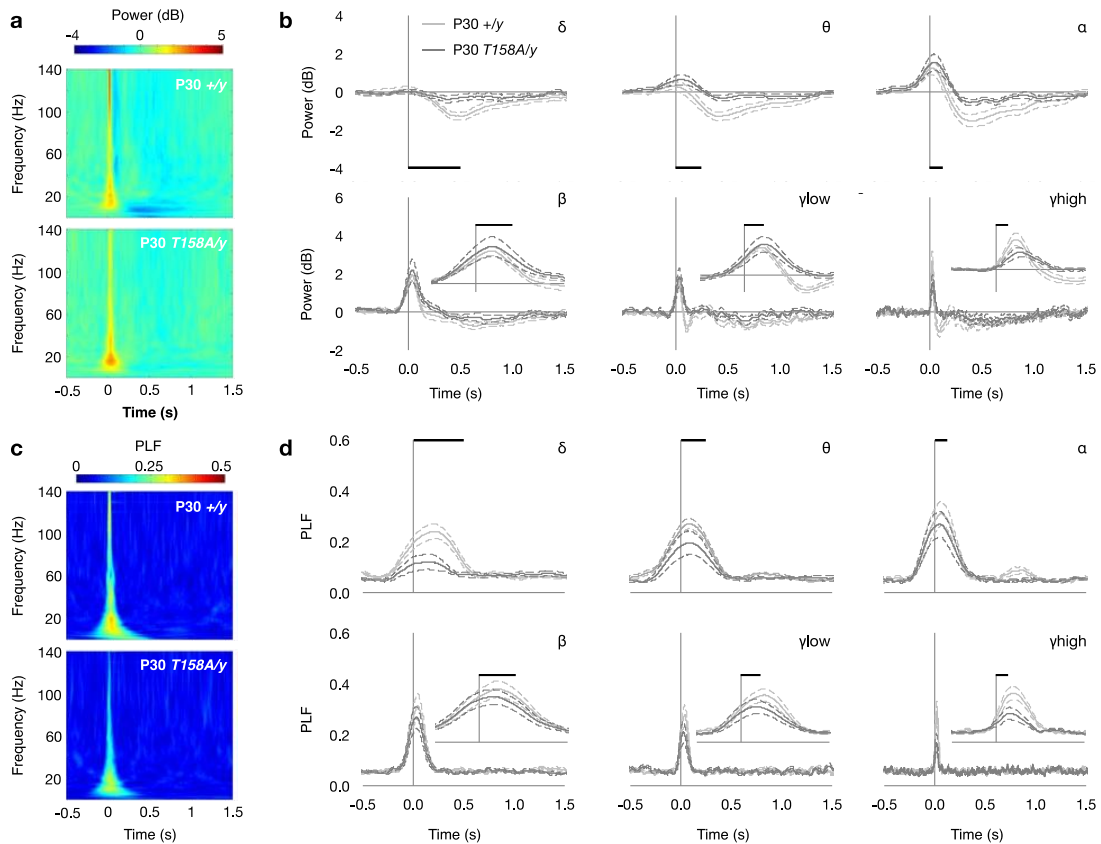 a
Power (dB)
-4 0 5
140
100
60
20
Frequency (Hz)
P30 +/y
140
100
60
20
Frequency (Hz)
P30 T158A/y
-0.5 0 0.5 1 1.5
Time (s)
b
P30 +/y
P30 T158A/y
4
2
0
-2
-4
Power (dB)
δ
θ
α
6
4
2
0
-2
Power (dB)
β
γlow
γhigh
-0.5 0.0 0.5 1.0 1.5
-0.5 0.0 0.5 1.0 1.5
-0.5 0.0 0.5 1.0 1.5
Time (s)
Time (s)
Time (s)
c
PLF
0 0.25 0.5
140
100
60
20
Frequency (Hz)
P30 +/y
140
100
60
20
Frequency (Hz)
P30 T158A/y
-0.5 0 0.5 1 1.5
Time (s)
d
0.6
0.4
0.2
0.0
PLF
δ
θ
α
0.6
0.4
0.2
0.0
PLF
β
γlow
γhigh
-0.5 0.0 0.5 1.0 1.5
-0.5 0.0 0.5 1.0 1.5
-0.5 0.0 0.5 1.0 1.5
Time (s)
Time (s)
Time (s)